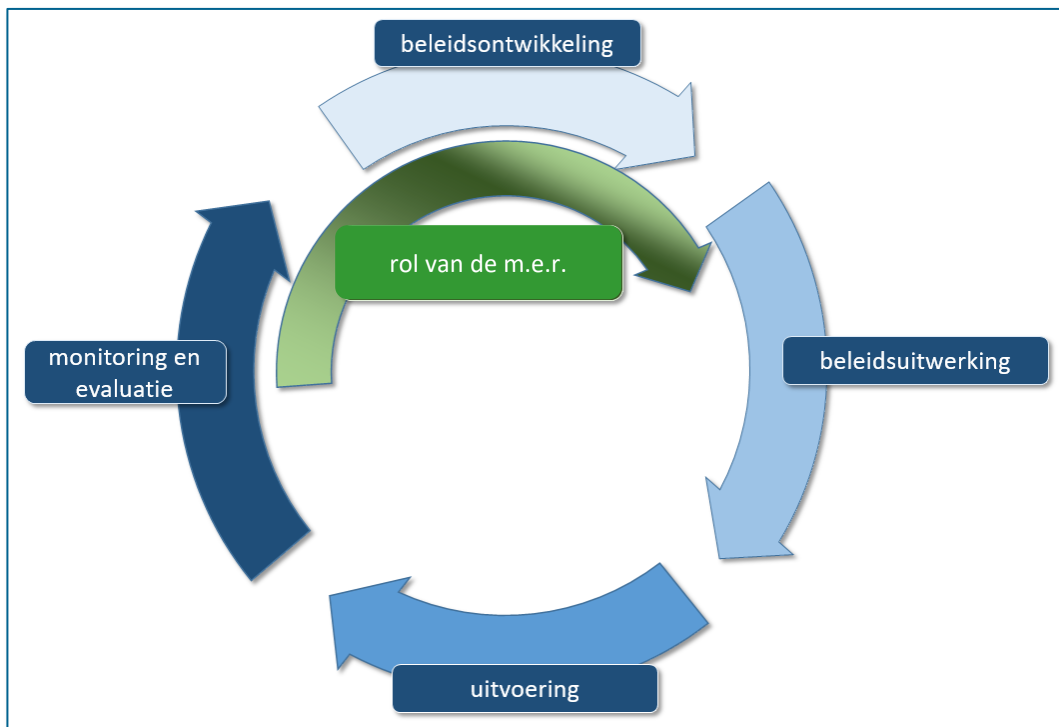 beleidsontwikkeling
rol van de m.e.r.
monitoring en
evaluatie
beleidsuitwerking
uitvoering